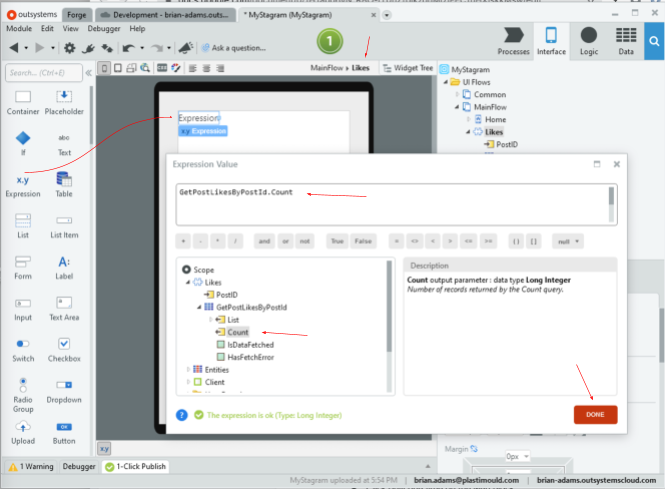 outsystems
Forge
Development - brian-adams.outs...
* MyStagram (MyStagram)
Module Edit View Debugger Help
Ask a question...
1
Processes
Interface
Logic
Data
Search... (Ctrl+E)
MainFlow
Likes
Widget Tree
MyStagram
UI Flows
Common
MainFlow
Home
Likes
PostID
Container
Placeholder
If
abc
Text
x.y
Expression
Table
List
List Item
Form
A:
Label
Input
Text Area
Switch
Checkbox
Radio
Group
Dropdown
Upload
Button
Expression
x.y Expression
Expression Value
GetPostLikesByPostId.Count
+ - * / and or not True False = <> < > <= >= ( ) [ ] null
Scope
Likes
PostID
GetPostLikesByPostId
List
Count
IsDataFetched
HasFetchError
Entities
Client
Description
Count output parameter : data type Long Integer
Number of records returned by the Count query.
? The expression is ok (Type: Long Integer)
DONE
x.y
Margin
0px
1 Warning
Debugger
1-Click Publish
MyStagram uploaded at 5:54 PM
brian.adams@plastimould.com
brian-adams.outsystemscloud.com